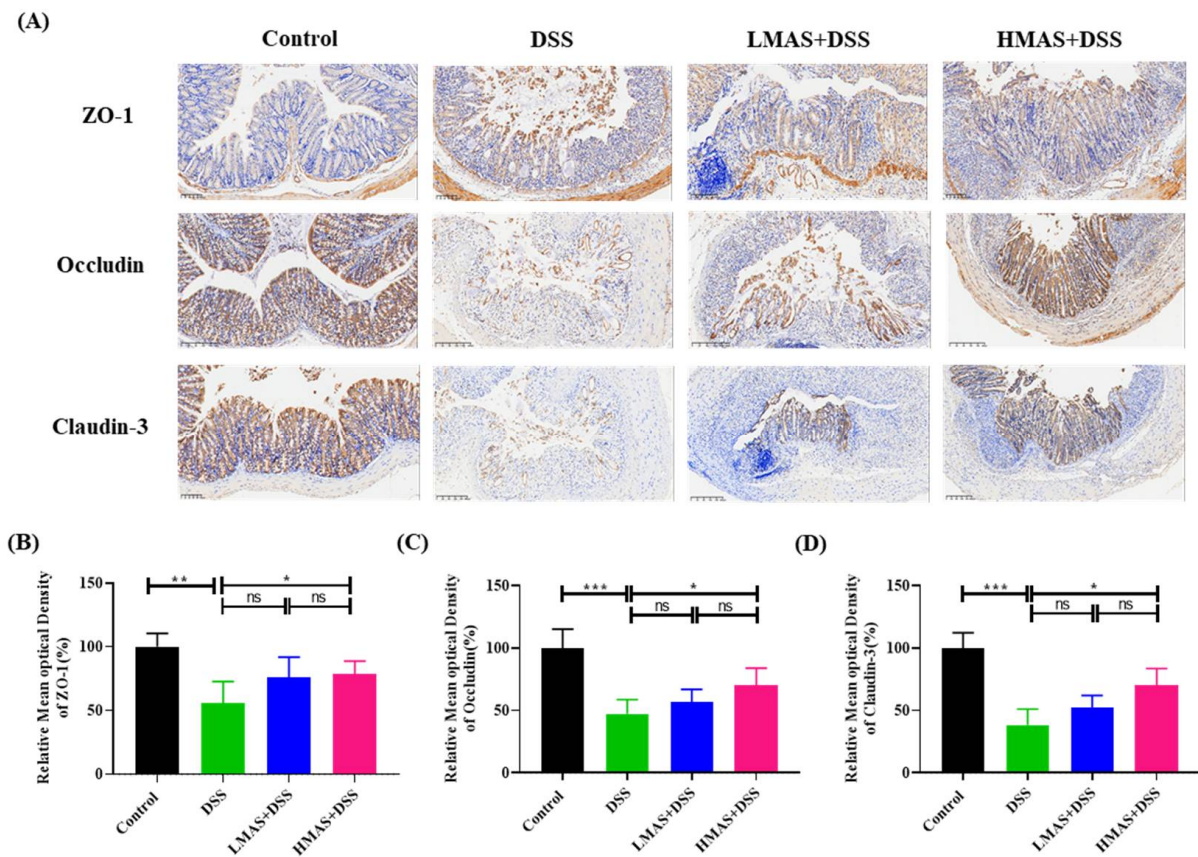 (A)
Control DSS LMAS+DSS HMAS+DSS
ZO-1
Occludin
Claudin-3
(B)
Relative Mean optical Density
of ZO-1(%)
150
100
50
0
** *
ns ns
Control DSS LMAS+DSS HMAS+DSS
(C)
Relative Mean optical Density
of Occludin(%)
150
100
50
0
*** *
ns ns
Control DSS LMAS+DSS HMAS+DSS
(D)
Relative Mean optical Density
of Claudin-3(%)
150
100
50
0
*** *
ns ns
Control DSS LMAS+DSS HMAS+DSS